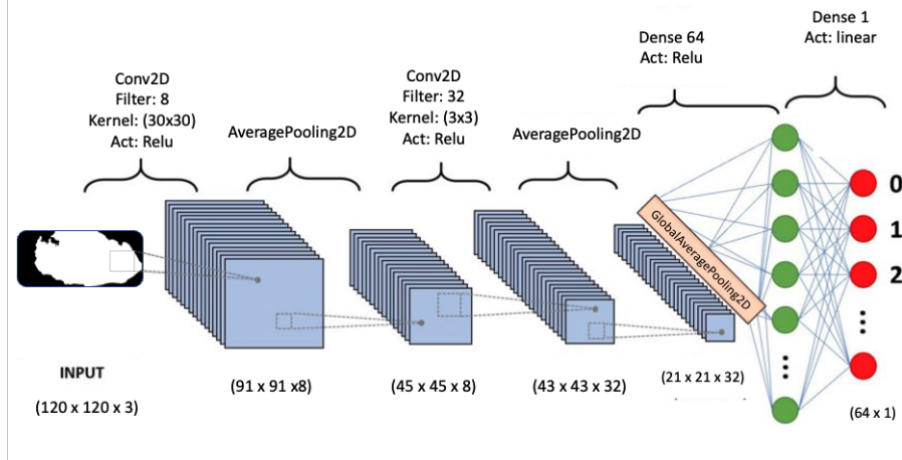 Dense 64
Act: Relu
Dense 1
Act: linear
Conv2D
Filter: 8
Kernel: (30x30)
Act: Relu
AveragePooling2D
Conv2D
Filter: 32
Kernel: (3x3)
Act: Relu
AveragePooling2D
GlobalAveragePooling2D
0
1
2
INPUT
(120 x 120 x 3)
(91 x 91 x8)
(45 x 45 x 8)
(43 x 43 x 32)
(21 x 21 x 32)
(64 x 1)